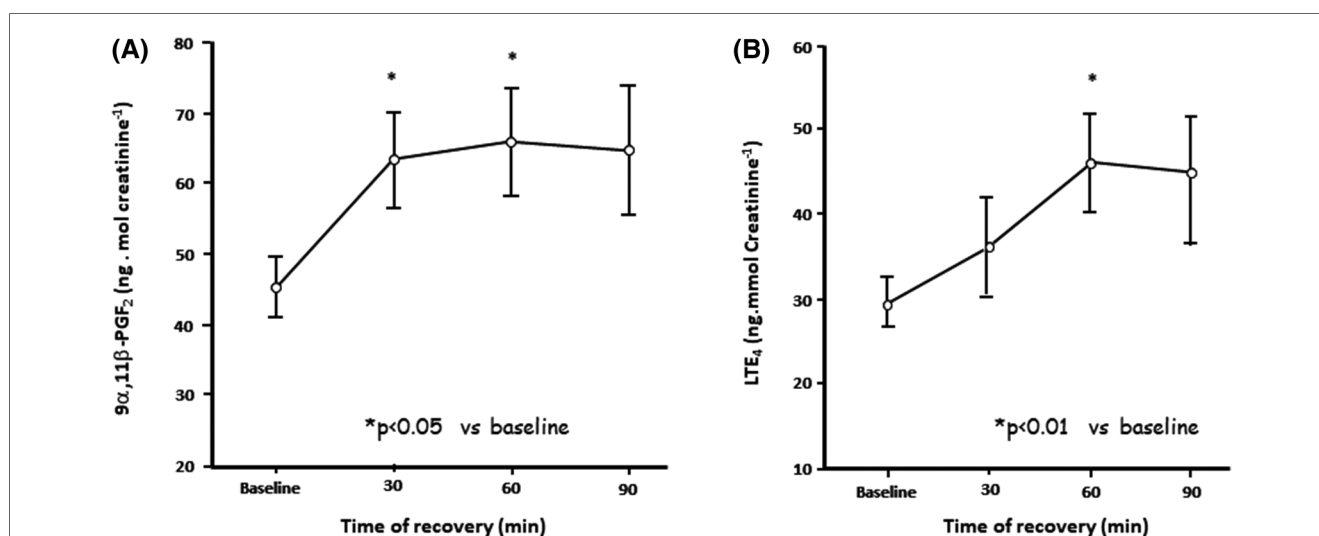 (A)
80
70
60
50
40
30
20
9α,11β-PGF₂ (ng . mol creatinine⁻¹)
*
*
*p<0.05 vs baseline
Baseline 30 60 90
Time of recovery (min)
(B)
60
50
40
30
20
10
LTE₄ (ng.mmol Creatinine⁻¹)
*
*p<0.01 vs baseline
Baseline 30 60 90
Time of recovery (min)